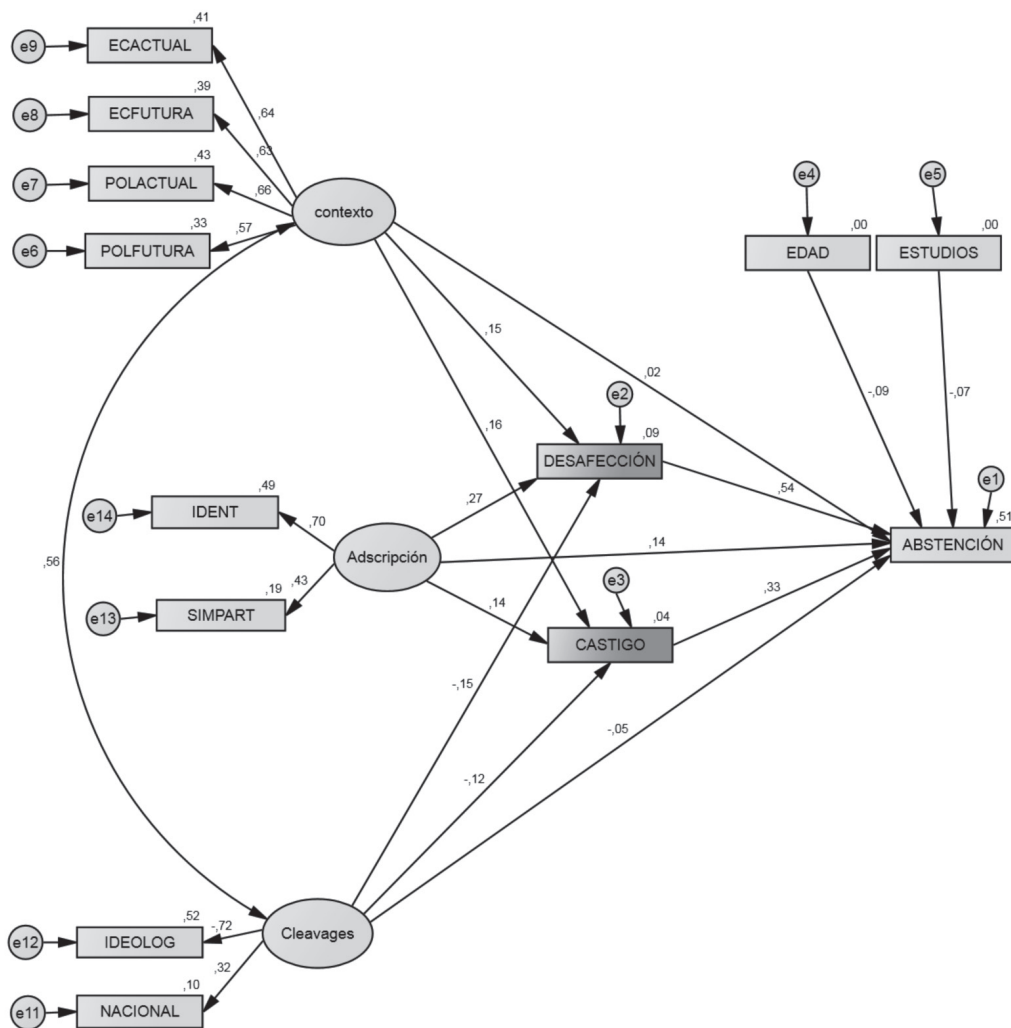 ,41
e9
ECACTUAL
,64
,39
e8
ECFUTURA
,63
,43
e7
POLACTUAL
,66
,33
e6
POLFUTURA
,57
contexto
e4
e5
,00
,00
EDAD
ESTUDIOS
,15
,02
-,09
-,07
,16
e2
,09
DESAFECCIÓN
,54
e1
,51
ABSTENCIÓN
,49
e14
IDENT
,70
,27
Adscripción
,14
,56
,19
,43
e13
SIMPART
,14
e3
,04
CASTIGO
,33
-,15
-,05
-,12
Cleavages
,52
-,72
e12
IDEOLOG
,32
,10
e11
NACIONAL